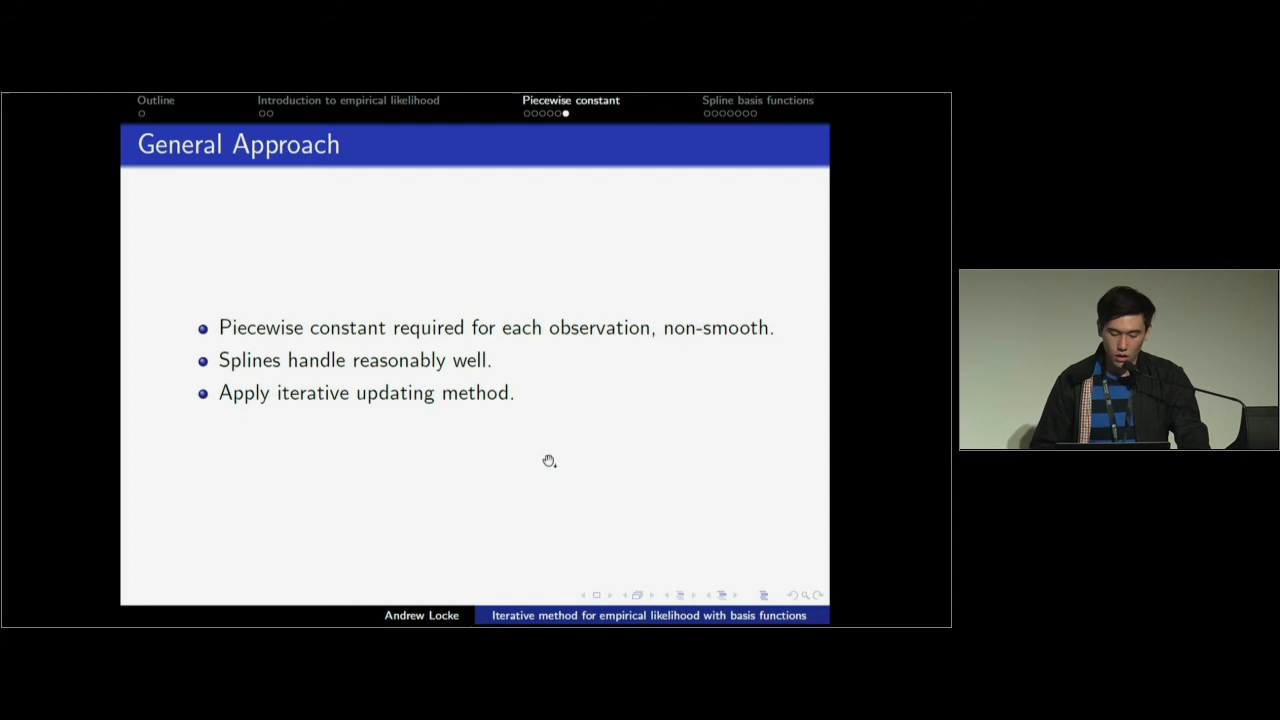 Outline
Introduction to empirical likelihood
Piecewise constant
Spline basis functions
General Approach
Piecewise constant required for each observation, non-smooth.
Splines handle reasonably well.
Apply iterative updating method.
Andrew Locke
Iterative method for empirical likelihood with basis functions